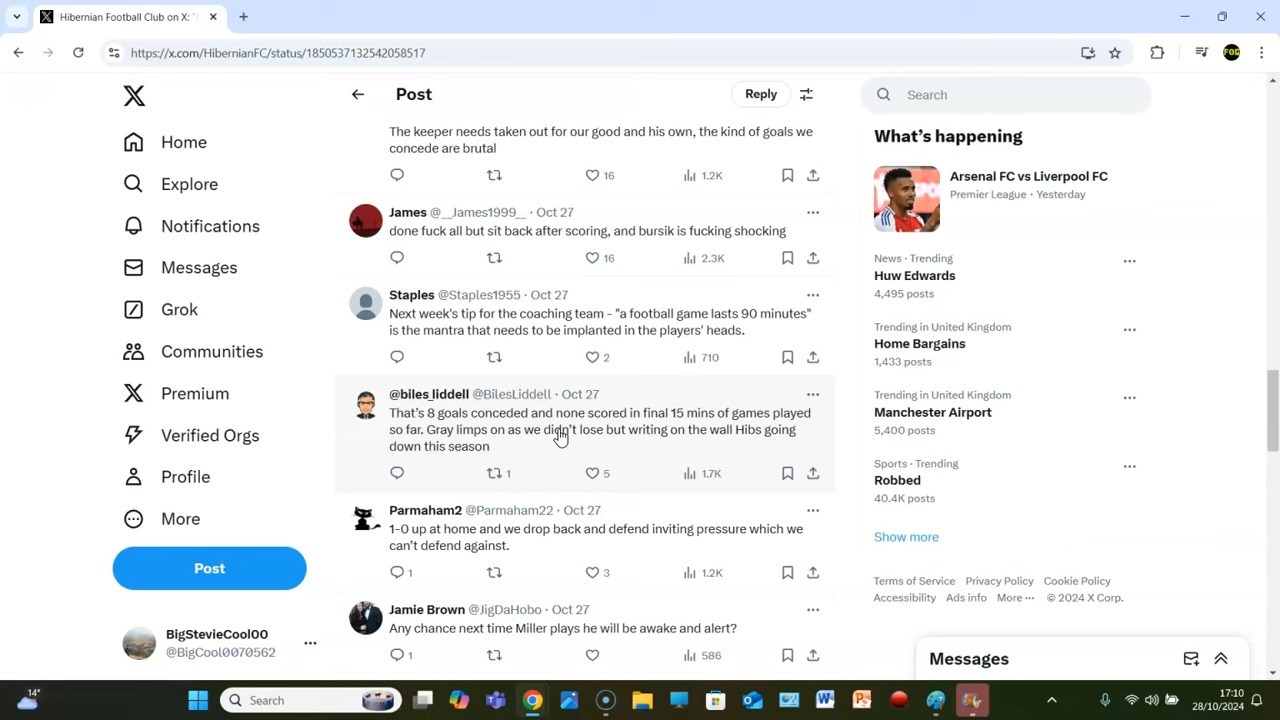 Hibernian Football Club on X: "I
https://x.com/HibernianFC/status/1850537132542058517
FOG
Home
Explore
Notifications
Messages
Grok
Communities
Premium
Verified Orgs
Profile
More
Post
BigStevieCool00
@BigCool0070562
Post
Reply
The keeper needs taken out for our good and his own, the kind of goals we
concede are brutal
16 1.2K
James @__James1999__ · Oct 27
done fuck all but sit back after scoring, and bursik is fucking shocking
16 2.3K
Staples @Staples1955 · Oct 27
Next week's tip for the coaching team - "a football game lasts 90 minutes"
is the mantra that needs to be implanted in the players' heads.
2 710
@biles_liddell @BilesLiddell · Oct 27
That's 8 goals conceded and none scored in final 15 mins of games played
so far. Gray limps on as we didn't lose but writing on the wall Hibs going
down this season
1 5 1.7K
Parmaham2 @Parmaham22 · Oct 27
1-0 up at home and we drop back and defend inviting pressure which we
can't defend against.
1 3 1.2K
Jamie Brown @JigDaHobo · Oct 27
Any chance next time Miller plays he will be awake and alert?
1 586
Search
What's happening
Arsenal FC vs Liverpool FC
Premier League · Yesterday
News · Trending
Huw Edwards
4,495 posts
Trending in United Kingdom
Home Bargains
1,433 posts
Trending in United Kingdom
Manchester Airport
5,400 posts
Sports · Trending
Robbed
40.4K posts
Show more
Terms of Service Privacy Policy Cookie Policy
Accessibility Ads info More ··· © 2024 X Corp.
Messages
14°
Search
17:10
28/10/2024